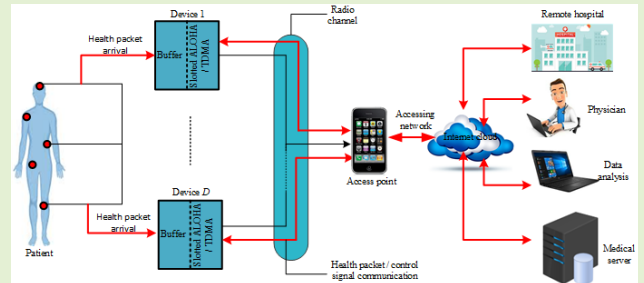 Device 1
Radio
channel
Remote hospital
Health packet
arrival
Buffer
Slotted ALOHA
/ TDMA
Physician
Accessing
network
Internet cloud
Access point
Data
analysis
Device D
Health packet
arrival
Buffer
Slotted ALOHA
/ TDMA
Patient
Health packet / control
signal communication
Medical
server